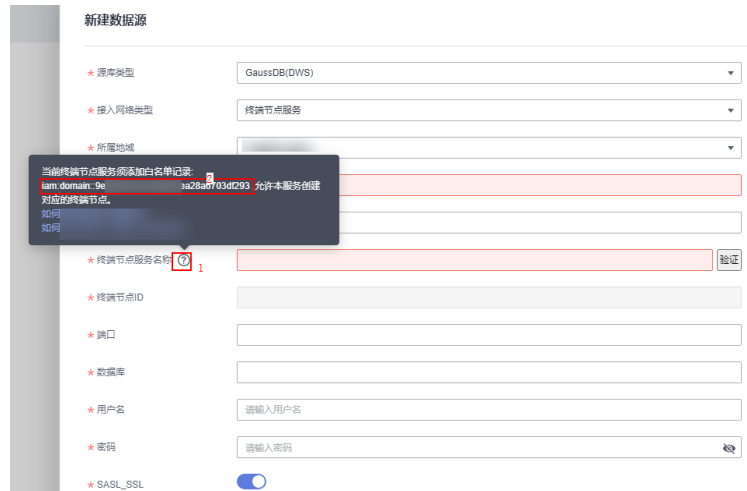 新建数据源
* 源库类型
GaussDB(DWS)
* 接入网络类型
终端节点服务
* 所属地域
当前终端节点服务须添加白名单记录:
2
iam:domain::9e ea28a6703df293 允许本服务创建
对应的终端节点。
如何
如何
* 终端节点服务名称 ?
1
验证
* 终端节点ID
* 端口
* 数据库
* 用户名
请输入用户名
* 密码
请输入密码
* SASL_SSL